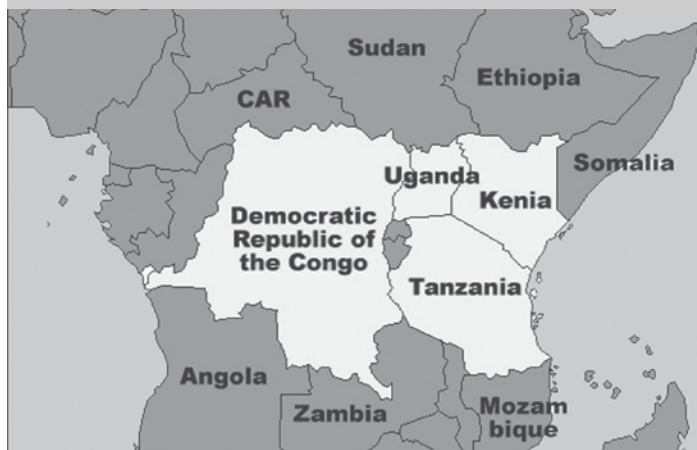 Sudan
Ethiopia
CAR
Somalia
Uganda
Kenia
Democratic
Republic of
the Congo
Tanzania
Angola
Zambia
Mozam
bique